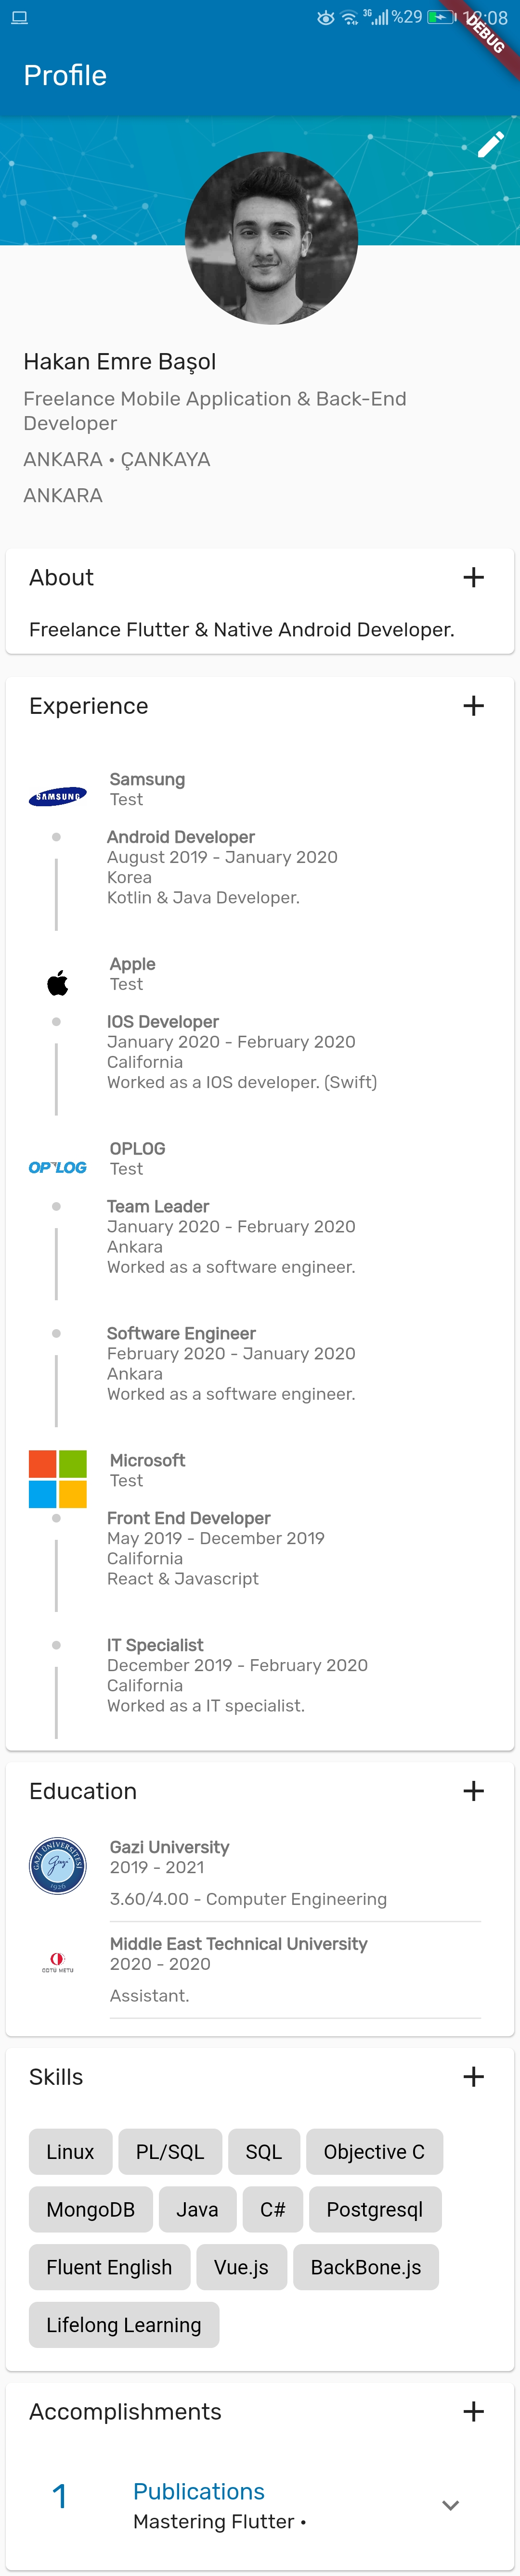 3G %29 12:08
DEBUG
Profile
Hakan Emre Başol
Freelance Mobile Application & Back-End
Developer
ANKARA • ÇANKAYA
ANKARA
About
Freelance Flutter & Native Android Developer.
Experience
Samsung
SAMSUNG
Test
Android Developer
August 2019 - January 2020
Korea
Kotlin & Java Developer.
Apple
Test
IOS Developer
January 2020 - February 2020
California
Worked as a IOS developer. (Swift)
OPLOG
OPLOG
Test
Team Leader
January 2020 - February 2020
Ankara
Worked as a software engineer.
Software Engineer
February 2020 - January 2020
Ankara
Worked as a software engineer.
Microsoft
Test
Front End Developer
May 2019 - December 2019
California
React & Javascript
IT Specialist
December 2019 - February 2020
California
Worked as a IT specialist.
Education
GAZİ ÜNİVERSİTESİ
Gazi
1926
Gazi University
2019 - 2021
3.60/4.00 - Computer Engineering
Middle East Technical University
ODTÜ METU
2020 - 2020
Assistant.
Skills
Linux PL/SQL SQL Objective C
MongoDB Java C# Postgresql
Fluent English Vue.js BackBone.js
Lifelong Learning
Accomplishments
1 Publications
Mastering Flutter •